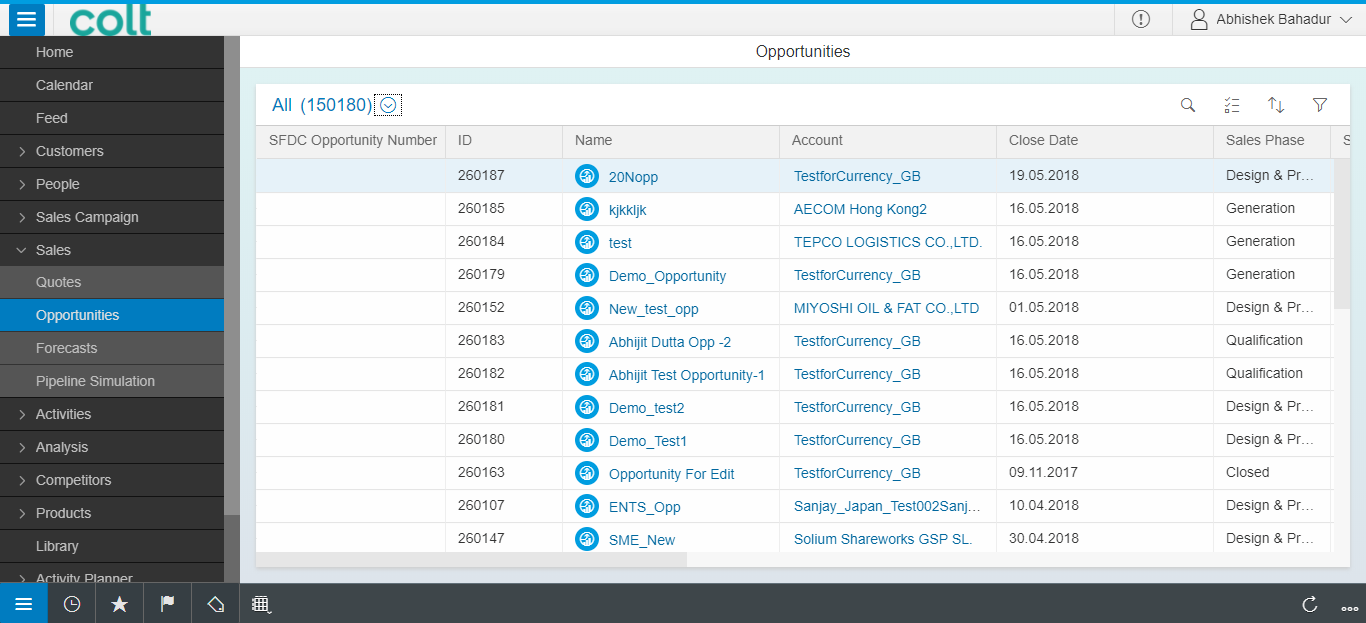 colt
Abhishek Bahadur
Home
Calendar
Feed
Customers
People
Sales Campaign
Sales
Quotes
Opportunities
Forecasts
Pipeline Simulation
Activities
Analysis
Competitors
Products
Library
Activity Planner
Opportunities
All (150180)
SFDC Opportunity Number ID Name Account Close Date Sales Phase S
260187 20Nopp TestforCurrency_GB 19.05.2018 Design & Pr...
260185 kjkkljk AECOM Hong Kong2 16.05.2018 Generation
260184 test TEPCO LOGISTICS CO.,LTD. 16.05.2018 Generation
260179 Demo_Opportunity TestforCurrency_GB 16.05.2018 Generation
260152 New_test_opp MIYOSHI OIL & FAT CO.,LTD 01.05.2018 Design & Pr...
260183 Abhijit Dutta Opp -2 TestforCurrency_GB 16.05.2018 Qualification
260182 Abhijit Test Opportunity-1 TestforCurrency_GB 16.05.2018 Qualification
260181 Demo_test2 TestforCurrency_GB 16.05.2018 Design & Pr...
260180 Demo_Test1 TestforCurrency_GB 16.05.2018 Design & Pr...
260163 Opportunity For Edit TestforCurrency_GB 09.11.2017 Closed
260107 ENTS_Opp Sanjay_Japan_Test002Sanj... 10.04.2018 Design & Pr...
260147 SME_New Solium Shareworks GSP SL. 30.04.2018 Design & Pr...